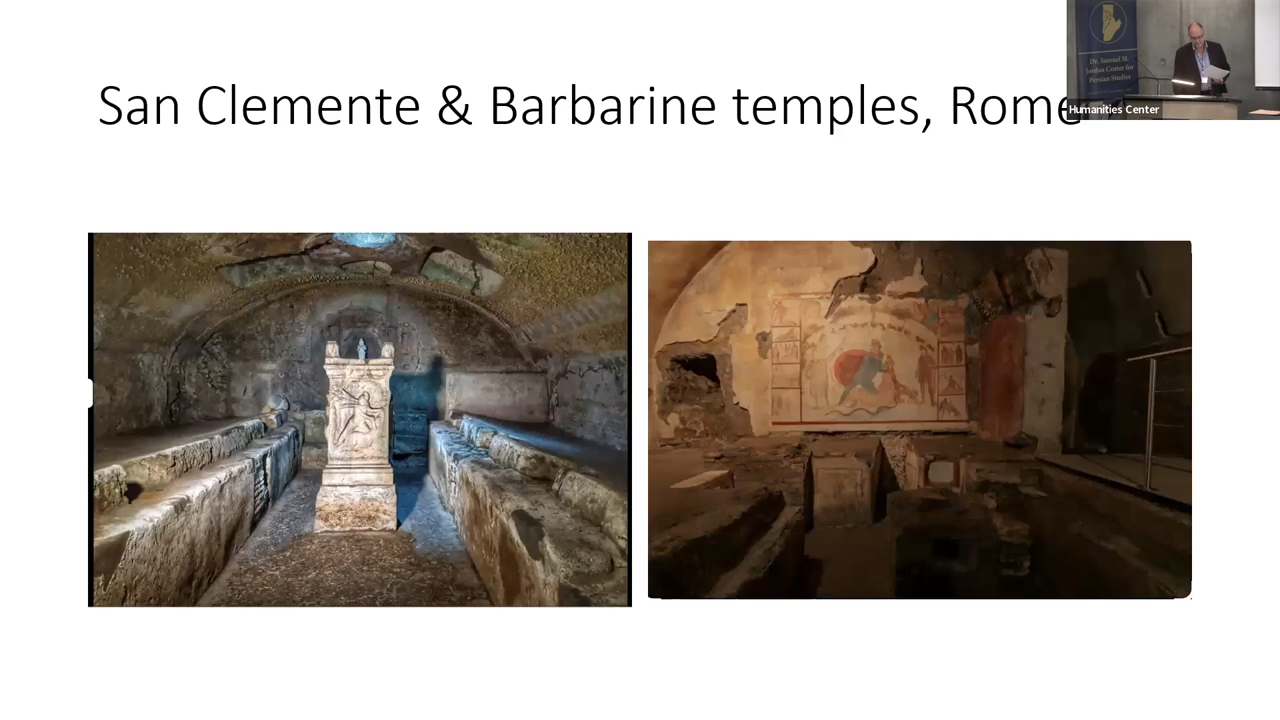 San Clemente & Barbarine temples, Rome
Dr. Samuel M.
Jordan Center for
Persian Studies
Humanities Center